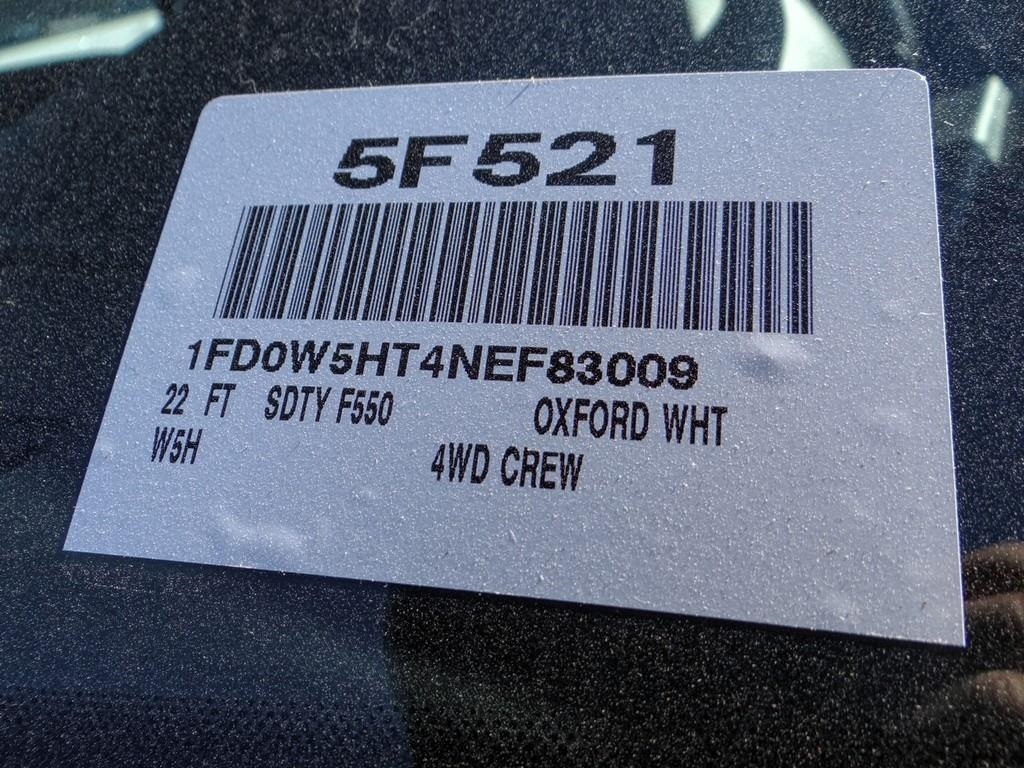 5F521
1FD0W5HT4NEF83009
22 FT SDTY F550 OXFORD WHT
W5H 4WD CREW